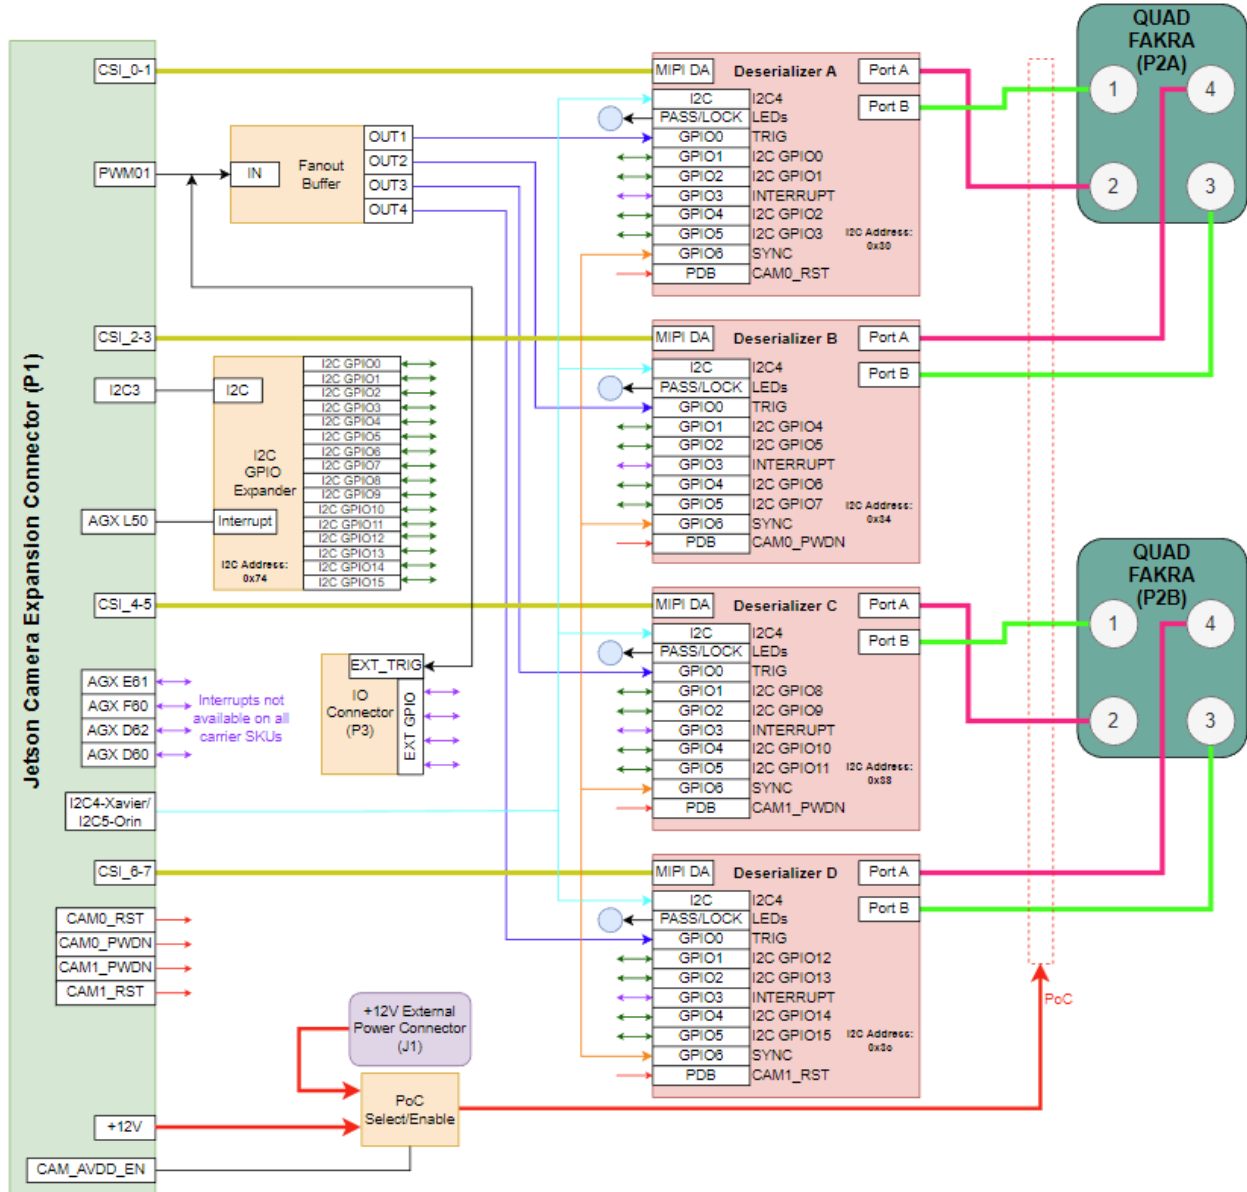 Jetson Camera Expansion Connector (P1)
CSI_0-1
PWM01
CSI_2-3
I2C3
AGX L50
CSI_4-5
AGX E61
AGX F60
AGX D62
AGX D60
Interrupts not
available on all
carrier SKUs
I2C4-Xavier/
I2C5-Orin
CSI_6-7
CAM0_RST
CAM0_PWDN
CAM1_PWDN
CAM1_RST
+12V
CAM_AVDD_EN
IN
Fanout
Buffer
OUT1
OUT2
OUT3
OUT4
I2C
I2C
GPIO
Expander
Interrupt
I2C Address:
0x74
I2C GPIO0
I2C GPIO1
I2C GPIO2
I2C GPIO3
I2C GPIO4
I2C GPIO5
I2C GPIO6
I2C GPIO7
I2C GPIO8
I2C GPIO9
I2C GPIO10
I2C GPIO11
I2C GPIO12
I2C GPIO13
I2C GPIO14
I2C GPIO15
EXT_TRIG
IO
Connector
(P3)
EXT GPIO
+12V External
Power Connector
(J1)
PoC
Select/Enable
MIPI DA
Deserializer A
Port A
Port B
I2C I2C4
PASS/LOCK LEDs
GPIO0 TRIG
GPIO1 I2C GPIO0
GPIO2 I2C GPIO1
GPIO3 INTERRUPT
GPIO4 I2C GPIO2
GPIO5 I2C GPIO3
GPIO6 SYNC
PDB CAM0_RST
I2C Address:
0x30
MIPI DA
Deserializer B
Port A
Port B
I2C I2C4
PASS/LOCK LEDs
GPIO0 TRIG
GPIO1 I2C GPIO4
GPIO2 I2C GPIO5
GPIO3 INTERRUPT
GPIO4 I2C GPIO6
GPIO5 I2C GPIO7
GPIO6 SYNC
PDB CAM0_PWDN
I2C Address:
0x34
MIPI DA
Deserializer C
Port A
Port B
I2C I2C4
PASS/LOCK LEDs
GPIO0 TRIG
GPIO1 I2C GPIO8
GPIO2 I2C GPIO9
GPIO3 INTERRUPT
GPIO4 I2C GPIO10
GPIO5 I2C GPIO11
GPIO6 SYNC
PDB CAM1_PWDN
I2C Address:
0x38
MIPI DA
Deserializer D
Port A
Port B
I2C I2C4
PASS/LOCK LEDs
GPIO0 TRIG
GPIO1 I2C GPIO12
GPIO2 I2C GPIO13
GPIO3 INTERRUPT
GPIO4 I2C GPIO14
GPIO5 I2C GPIO15
GPIO6 SYNC
PDB CAM1_RST
I2C Address:
0x3c
PoC
QUAD
FAKRA
(P2A)
1
4
2
3
QUAD
FAKRA
(P2B)
1
4
2
3